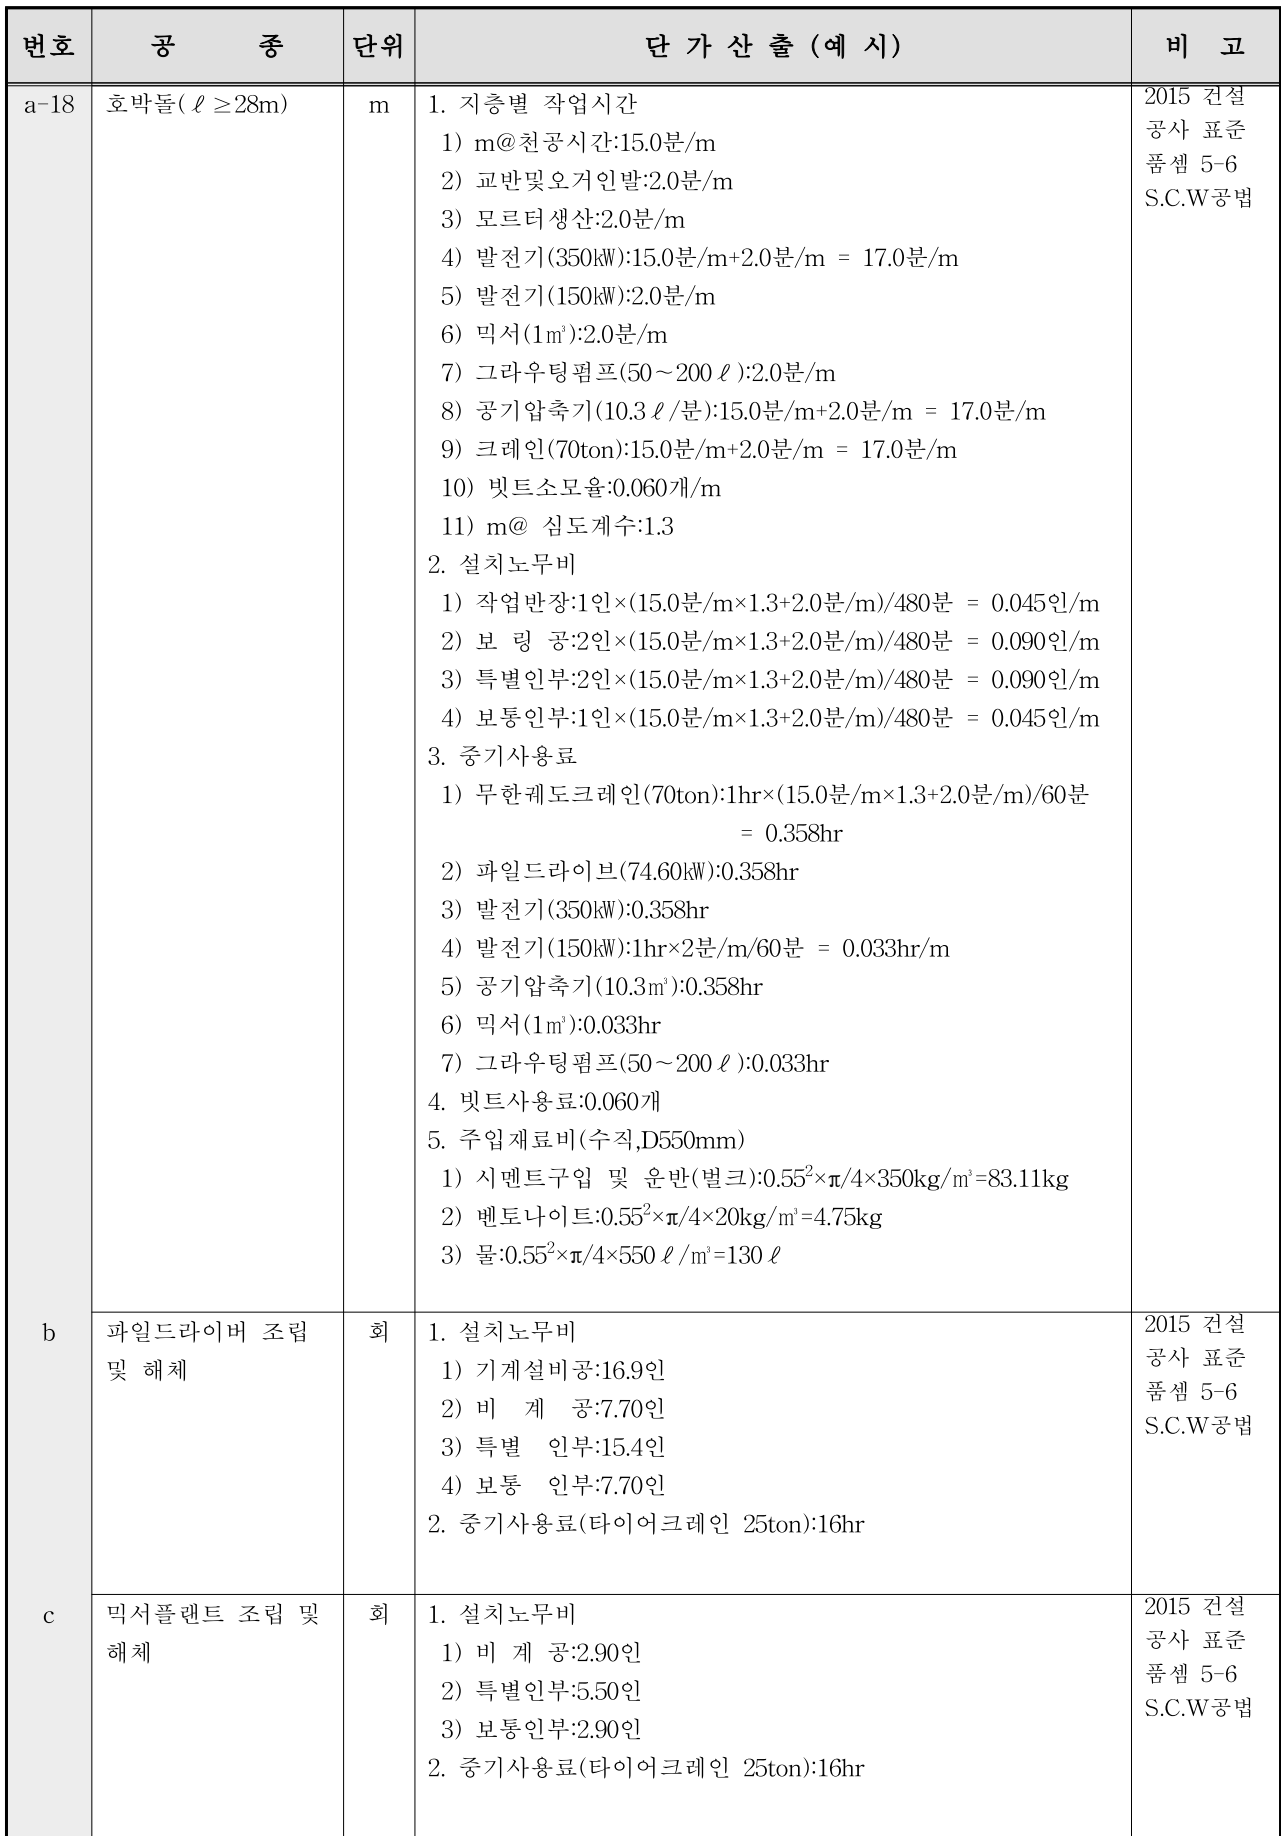 번호 공 종 단위 단 가 산 출 (예 시) 비 고
a-18 호박돌(ℓ≥28m) m 1. 지층별 작업시간
1) m@천공시간:15.0분/m
2) 교반및오거인발:2.0분/m
3) 모르터생산:2.0분/m
4) 발전기(350㎾):15.0분/m+2.0분/m = 17.0분/m
5) 발전기(150㎾):2.0분/m
6) 믹서(1㎥):2.0분/m
7) 그라우팅펌프(50~200ℓ):2.0분/m
8) 공기압축기(10.3ℓ/분):15.0분/m+2.0분/m = 17.0분/m
9) 크레인(70ton):15.0분/m+2.0분/m = 17.0분/m
10) 빗트소모율:0.060개/m
11) m@ 심도계수:1.3
2. 설치노무비
1) 작업반장:1인×(15.0분/m×1.3+2.0분/m)/480분 = 0.045인/m
2) 보 링 공:2인×(15.0분/m×1.3+2.0분/m)/480분 = 0.090인/m
3) 특별인부:2인×(15.0분/m×1.3+2.0분/m)/480분 = 0.090인/m
4) 보통인부:1인×(15.0분/m×1.3+2.0분/m)/480분 = 0.045인/m
3. 중기사용료
1) 무한궤도크레인(70ton):1hr×(15.0분/m×1.3+2.0분/m)/60분
= 0.358hr
2) 파일드라이브(74.60㎾):0.358hr
3) 발전기(350㎾):0.358hr
4) 발전기(150㎾):1hr×2분/m/60분 = 0.033hr/m
5) 공기압축기(10.3㎥):0.358hr
6) 믹서(1㎥):0.033hr
7) 그라우팅펌프(50~200ℓ):0.033hr
4. 빗트사용료:0.060개
5. 주입재료비(수직,D550mm)
1) 시멘트구입 및 운반(벌크):0.55²×π/4×350kg/㎥=83.11kg
2) 벤토나이트:0.55²×π/4×20kg/㎥=4.75kg
3) 물:0.55²×π/4×550ℓ/㎥=130ℓ
2015 건설
공사 표준
품셈 5-6
S.C.W공법
b 파일드라이버 조립 회 1. 설치노무비
및 해체 1) 기계설비공:16.9인
2) 비 계 공:7.70인
3) 특별 인부:15.4인
4) 보통 인부:7.70인
2. 중기사용료(타이어크레인 25ton):16hr
2015 건설
공사 표준
품셈 5-6
S.C.W공법
c 믹서플랜트 조립 및 회 1. 설치노무비
해체 1) 비 계 공:2.90인
2) 특별인부:5.50인
3) 보통인부:2.90인
2. 중기사용료(타이어크레인 25ton):16hr
2015 건설
공사 표준
품셈 5-6
S.C.W공법